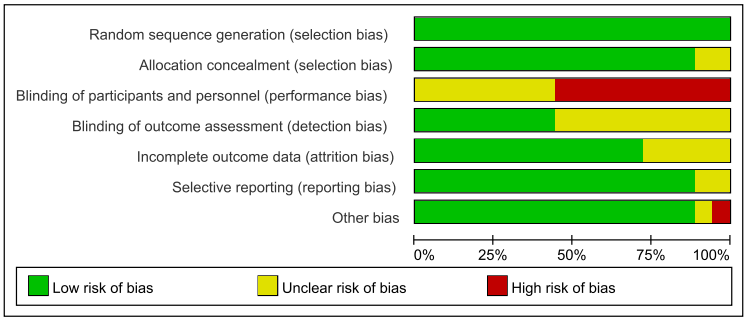 Random sequence generation (selection bias)
Allocation concealment (selection bias)
Blinding of participants and personnel (performance bias)
Blinding of outcome assessment (detection bias)
Incomplete outcome data (attrition bias)
Selective reporting (reporting bias)
Other bias
0% 25% 50% 75% 100%
Low risk of bias Unclear risk of bias High risk of bias